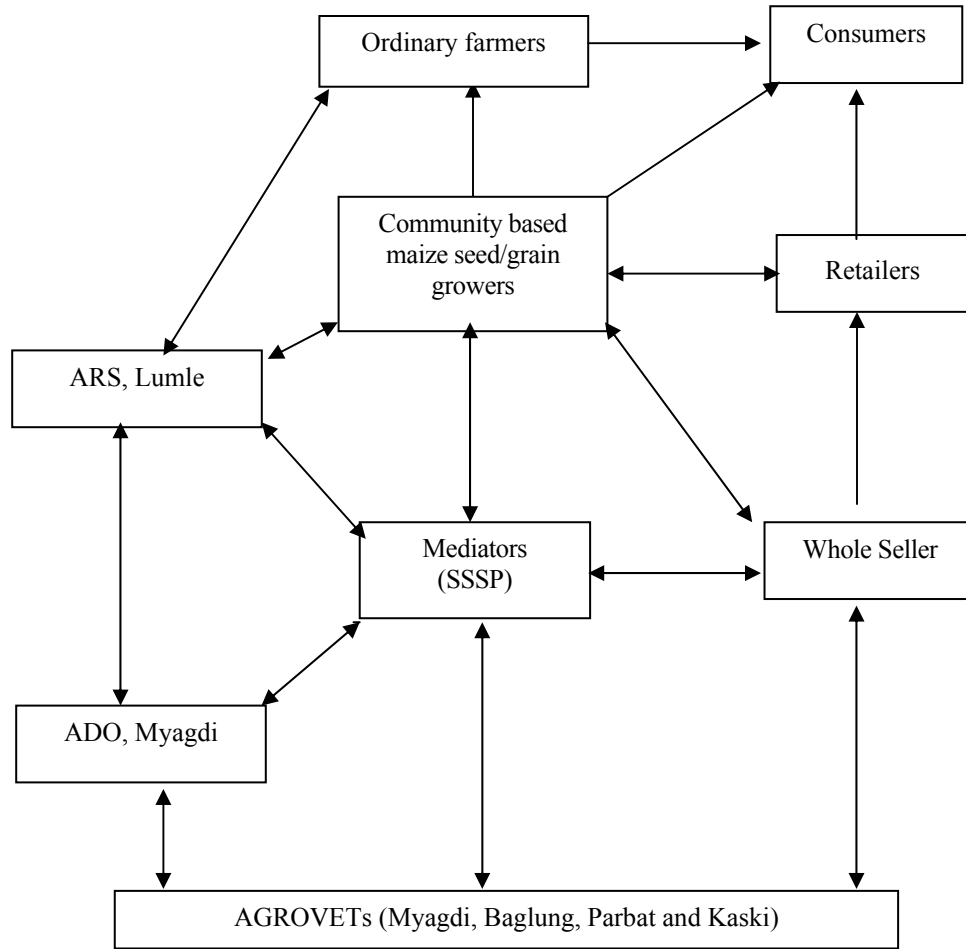 Ordinary farmers
Consumers
Community based
maize seed/grain
growers
Retailers
ARS, Lumle
Mediators
(SSSP)
Whole Seller
ADO, Myagdi
AGROVETs (Myagdi, Baglung, Parbat and Kaski)